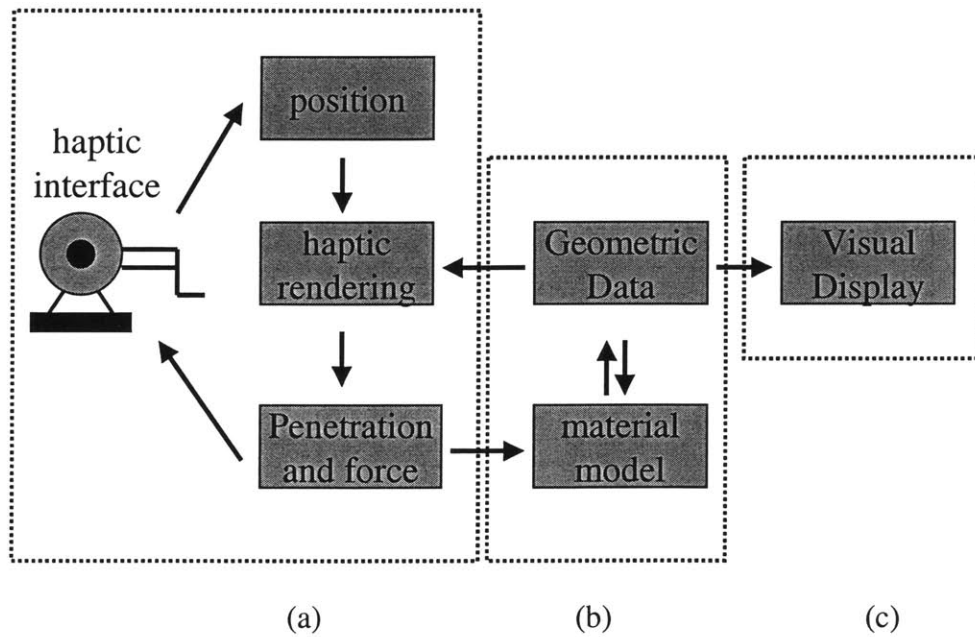 position
haptic
interface
haptic
rendering
Geometric
Data
Visual
Display
Penetration
and force
material
model
(a)
(b)
(c)